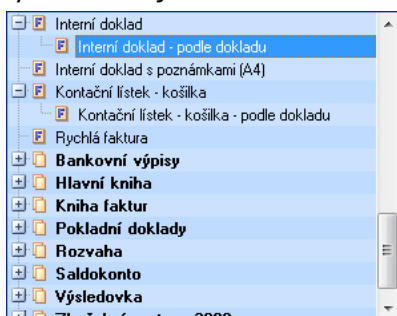 Interní doklad
Interní doklad - podle dokladu
Interní doklad s poznámkami (A4)
Kontační lístek - košilka
Kontační lístek - košilka - podle dokladu
Rychlá faktura
Bankovní výpisy
Hlavní kniha
Kniha faktur
Pokladní doklady
Rozvaha
Saldokonto
Výsledovka